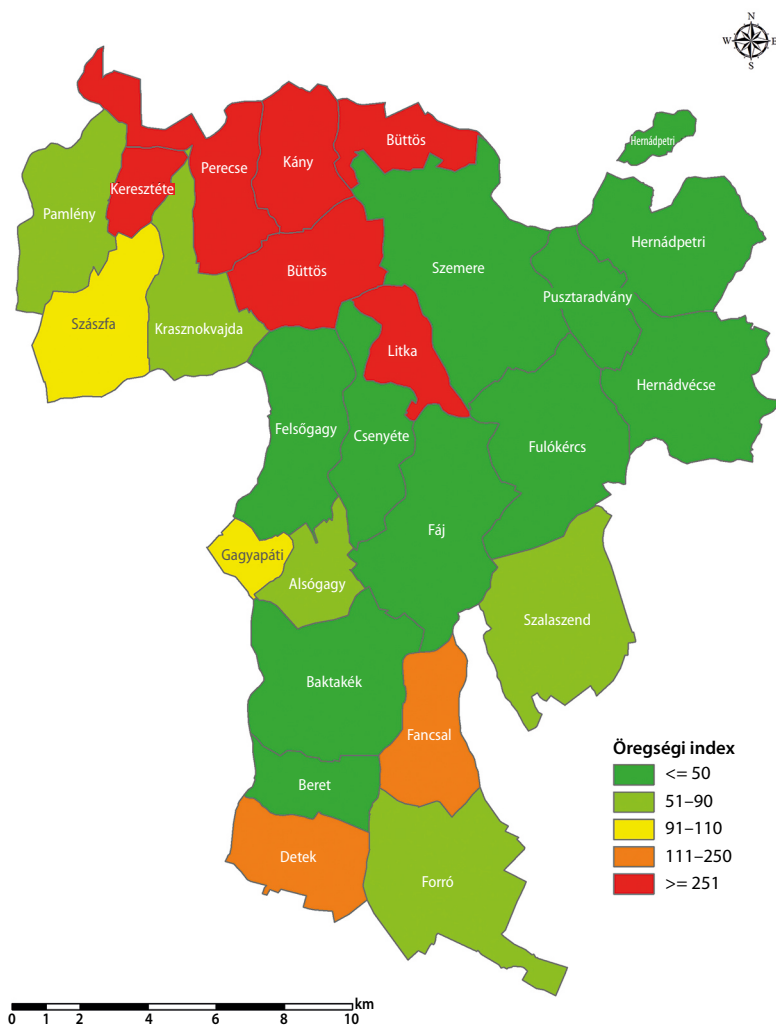 N
W E
S
Hernádpetri
Büttös
Perecse
Kány
Keresztéte
Pamlény
Hernádpetri
Szemere
Büttös
Pusztaradvány
Szászfa
Krasznokvajda
Litka
Hernádvécse
Felsőgagy
Csenyéte
Fulókércs
Fáj
Gagyapáti
Alsógagy
Szalaszend
Baktakék
Fancsal
Beret
Detek
Forró
Öregségi index
<= 50
51–90
91–110
111–250
>= 251
km
0 1 2 4 6 8 10